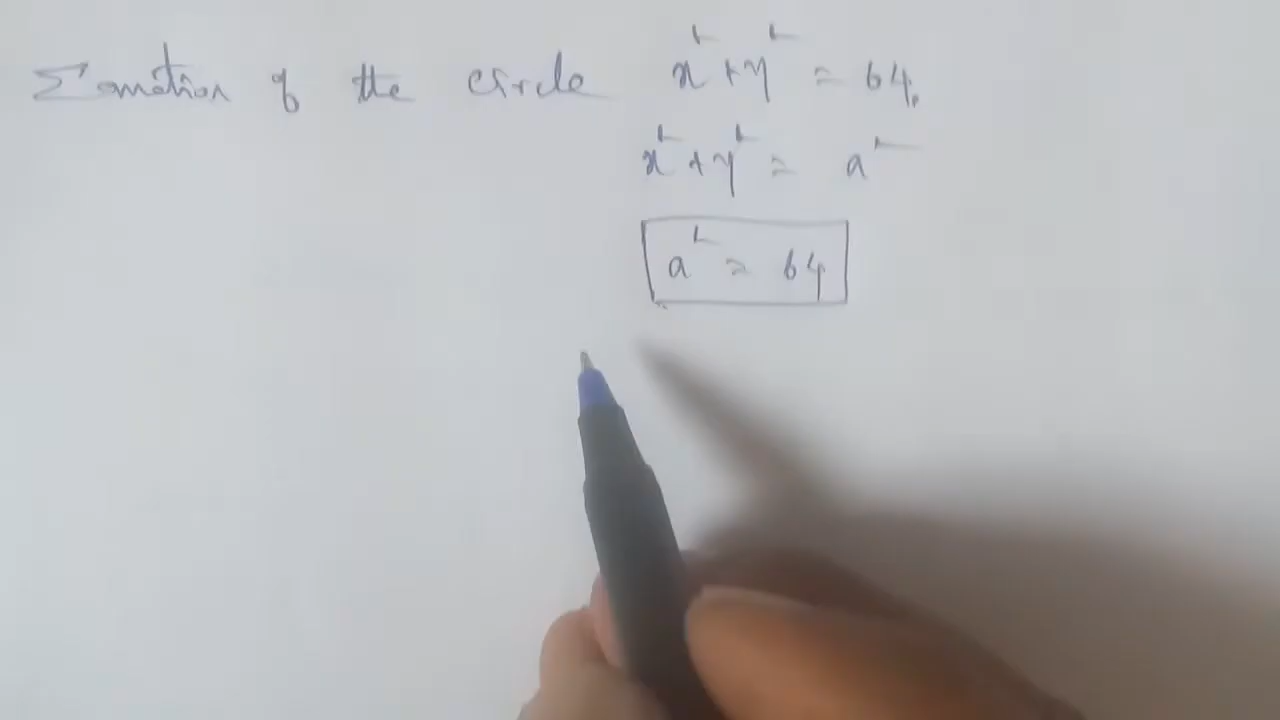 Equation of the circle x² + y² = 64.
x² + y² = a²
a² = 64